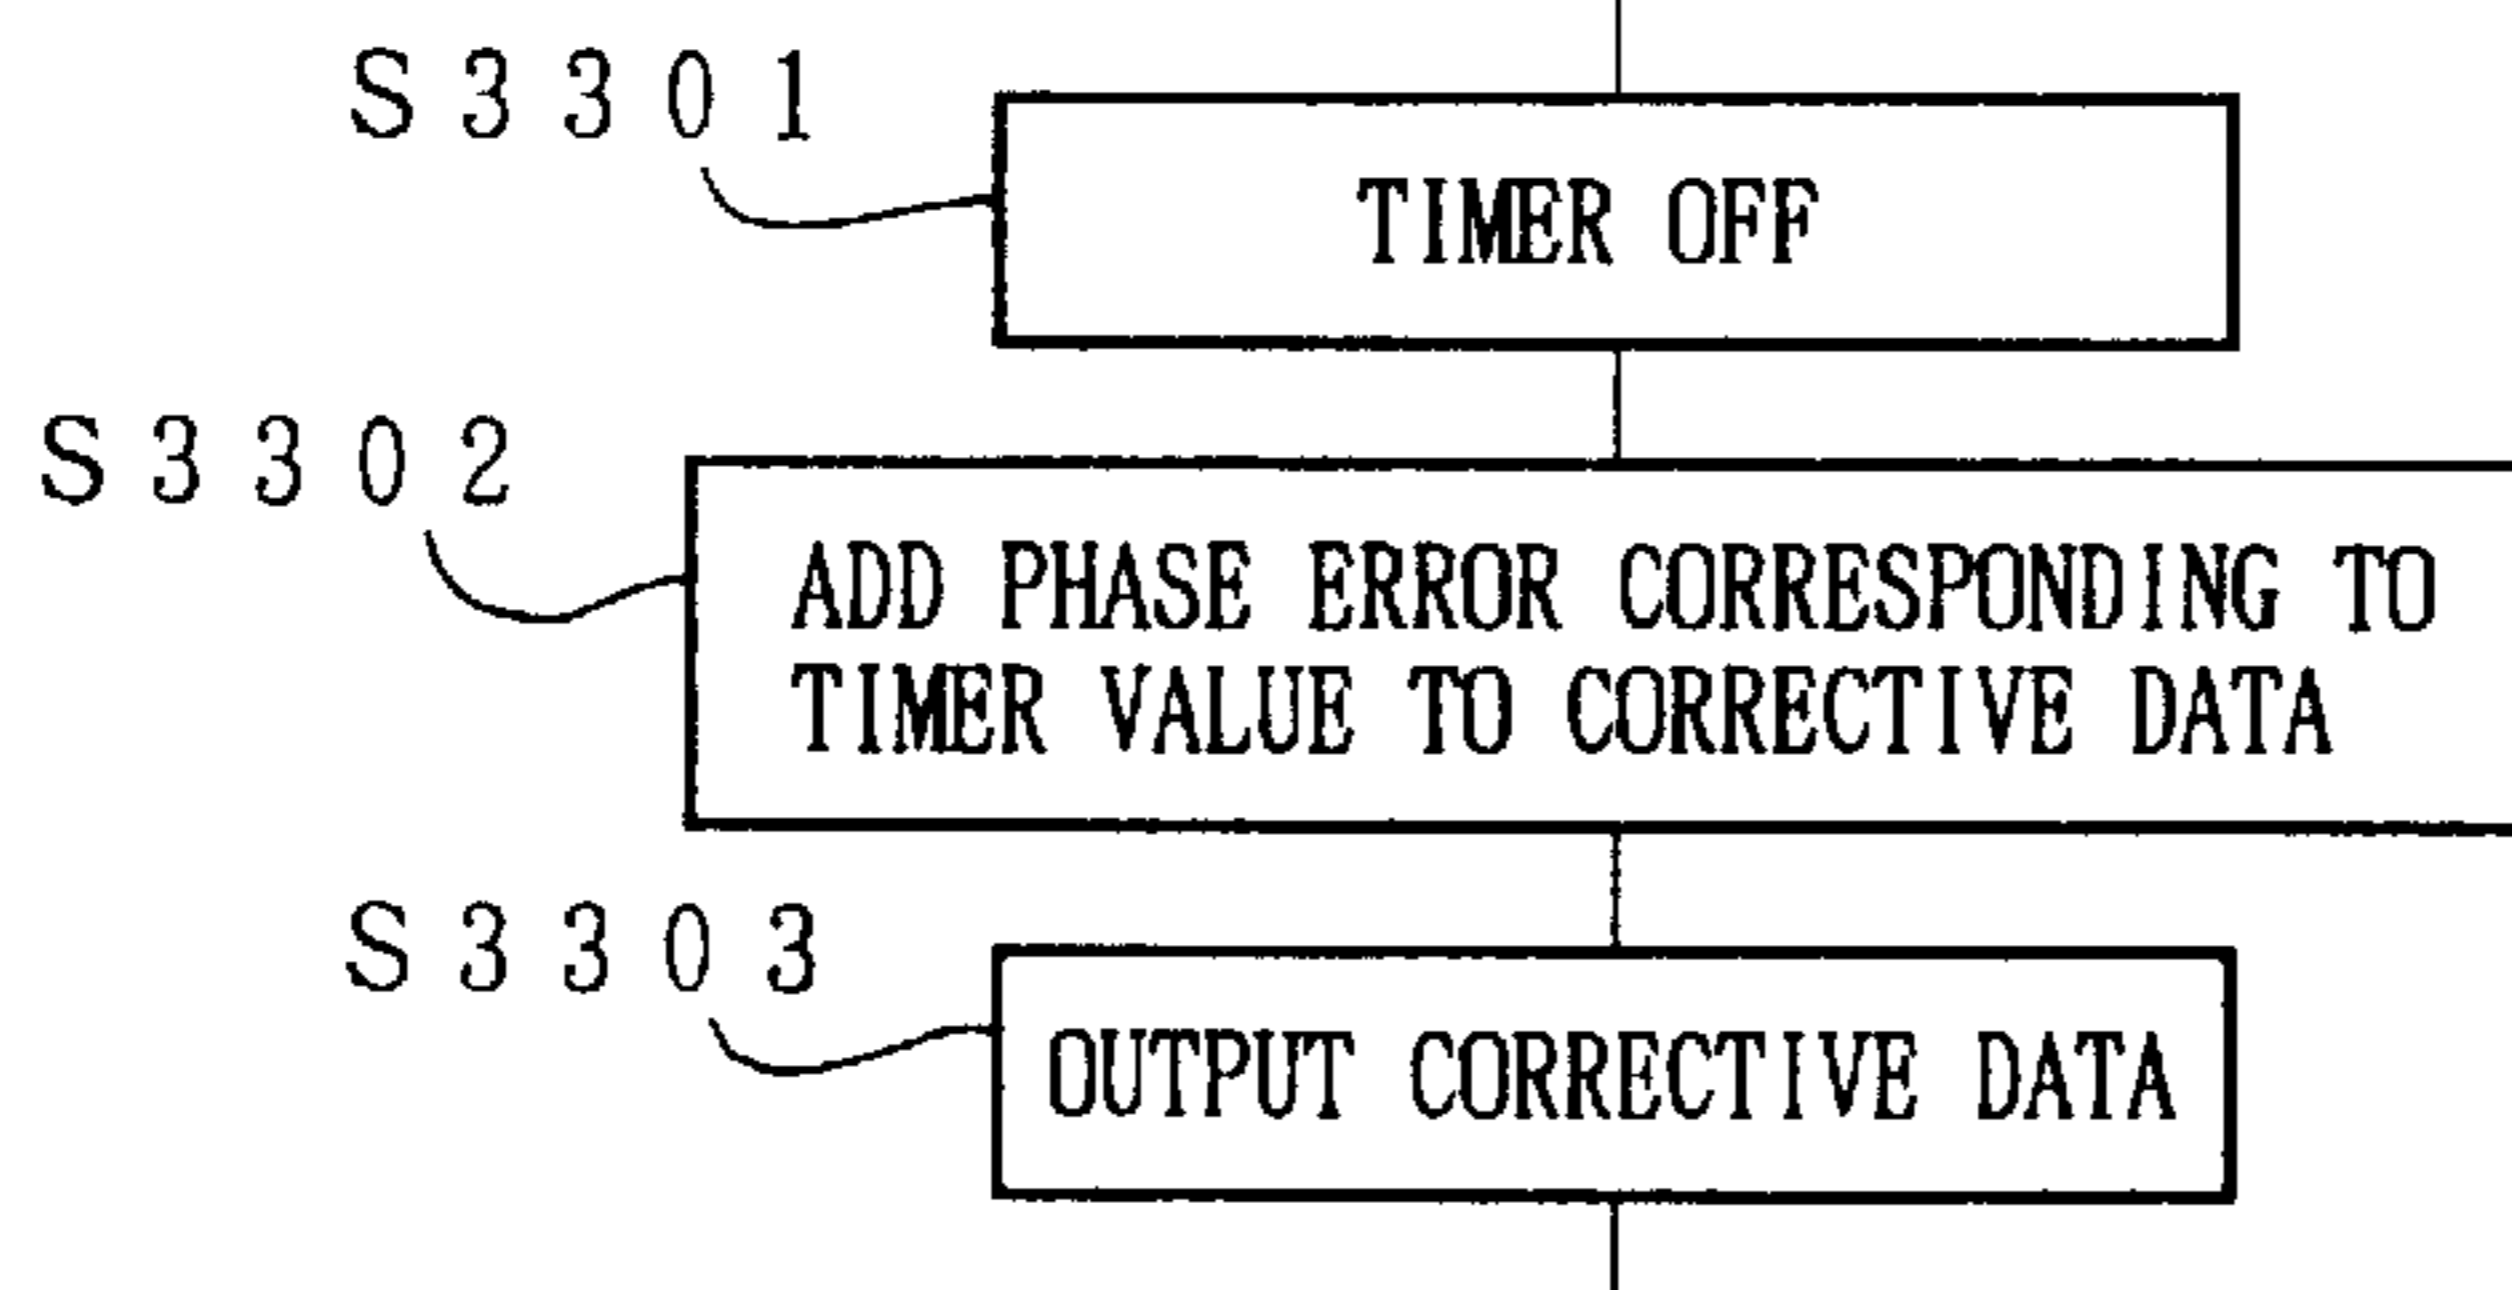 S3301
TIMER OFF
S3302
ADD PHASE ERROR CORRESPONDING TO
TIMER VALUE TO CORRECTIVE DATA
S3303
OUTPUT CORRECTIVE DATA